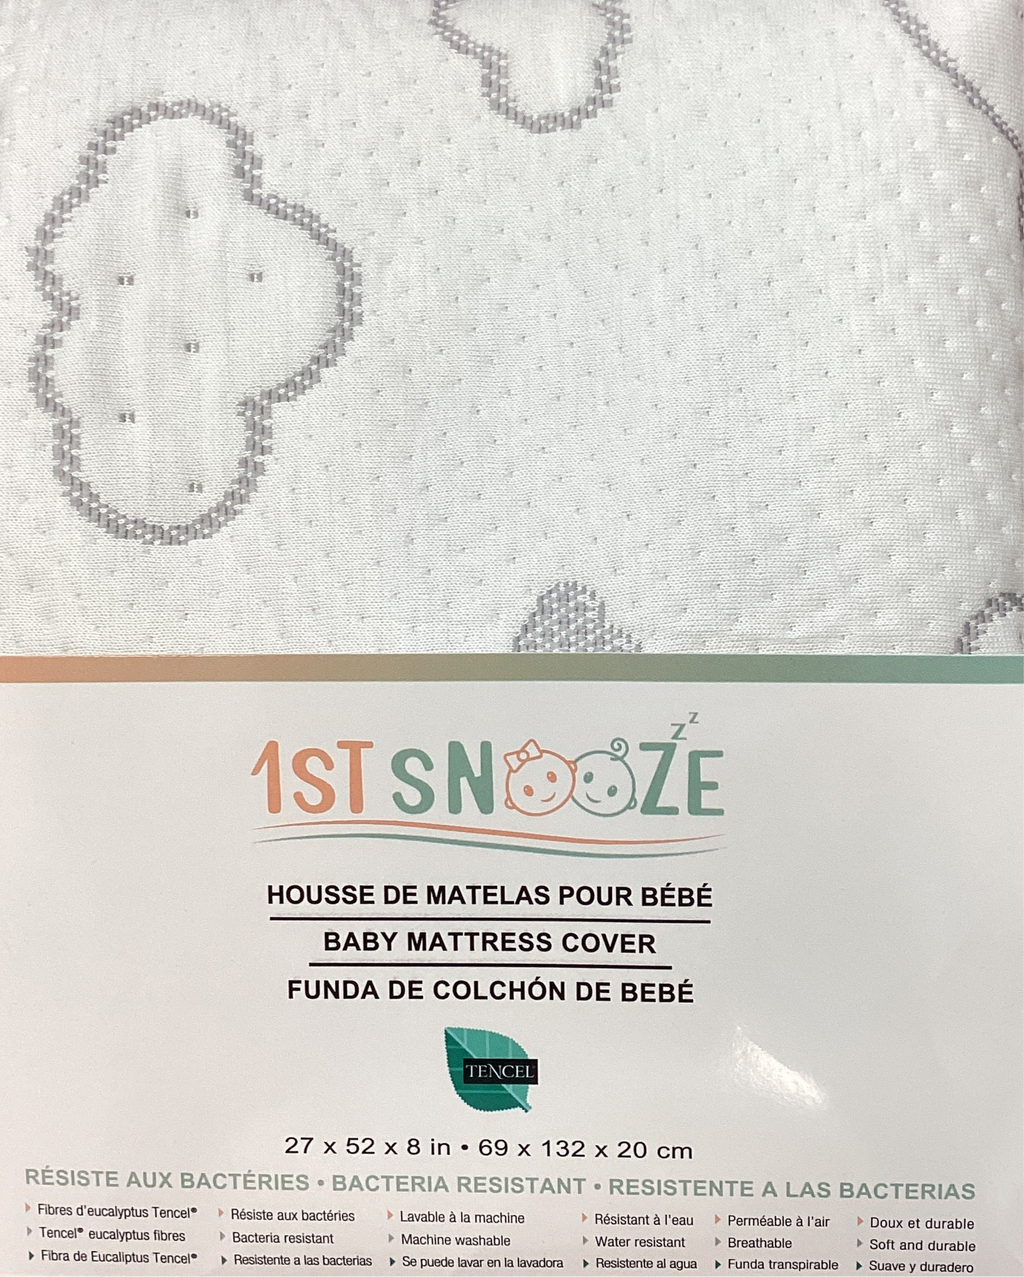 1ST SNOOZE
zz
HOUSSE DE MATELAS POUR BÉBÉ
BABY MATTRESS COVER
FUNDA DE COLCHÓN DE BEBÉ
TENCEL
27 x 52 x 8 in • 69 x 132 x 20 cm
RÉSISTE AUX BACTÉRIES • BACTERIA RESISTANT • RESISTENTE A LAS BACTERIAS
Fibres d'eucalyptus Tencel®
Tencel® eucalyptus fibres
Fibra de Eucaliptus Tencel®
Résiste aux bactéries
Bacteria resistant
Resistente a las bacterias
Lavable à la machine
Machine washable
Se puede lavar en la lavadora
Résistant à l'eau
Water resistant
Resistente al agua
Perméable à l'air
Breathable
Funda transpirable
Doux et durable
Soft and durable
Suave y duradero